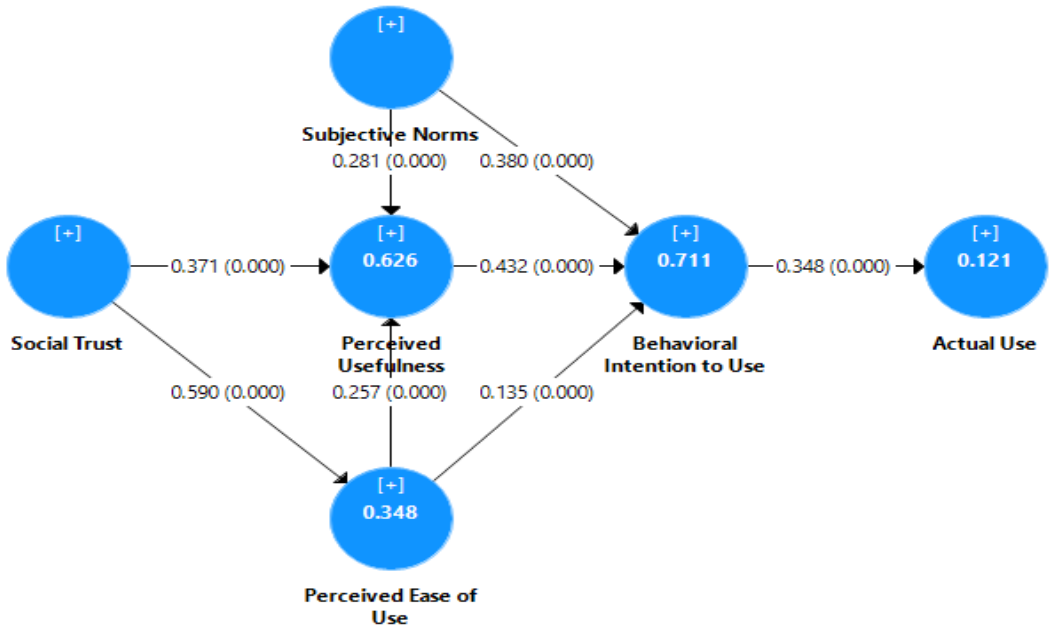 [+]
Subjective Norms
0.281 (0.000)
0.380 (0.000)
[+]
Social Trust
0.371 (0.000)
[+]
0.626
Perceived
Usefulness
0.432 (0.000)
[+]
0.711
Behavioral
Intention to Use
0.348 (0.000)
[+]
0.121
Actual Use
0.590 (0.000)
0.257 (0.000)
0.135 (0.000)
[+]
0.348
Perceived Ease of
Use